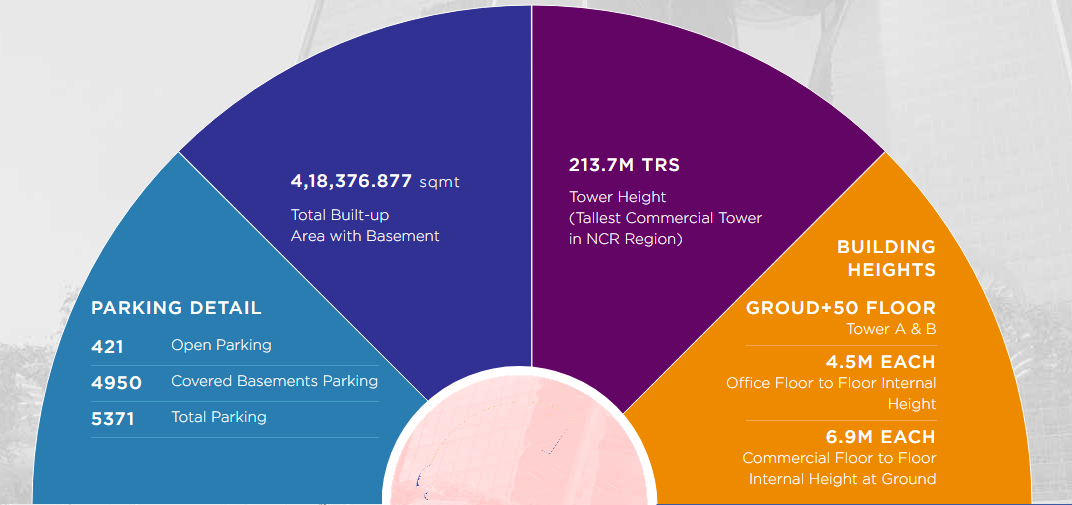 4,18,376.877 sqmt
Total Built-up
Area with Basement
213.7M TRS
Tower Height
(Tallest Commercial Tower
in NCR Region)
PARKING DETAIL
421 Open Parking
4950 Covered Basements Parking
5371 Total Parking
BUILDING
HEIGHTS
GROUD+50 FLOOR
Tower A & B
4.5M EACH
Office Floor to Floor Internal
Height
6.9M EACH
Commercial Floor to Floor
Internal Height at Ground